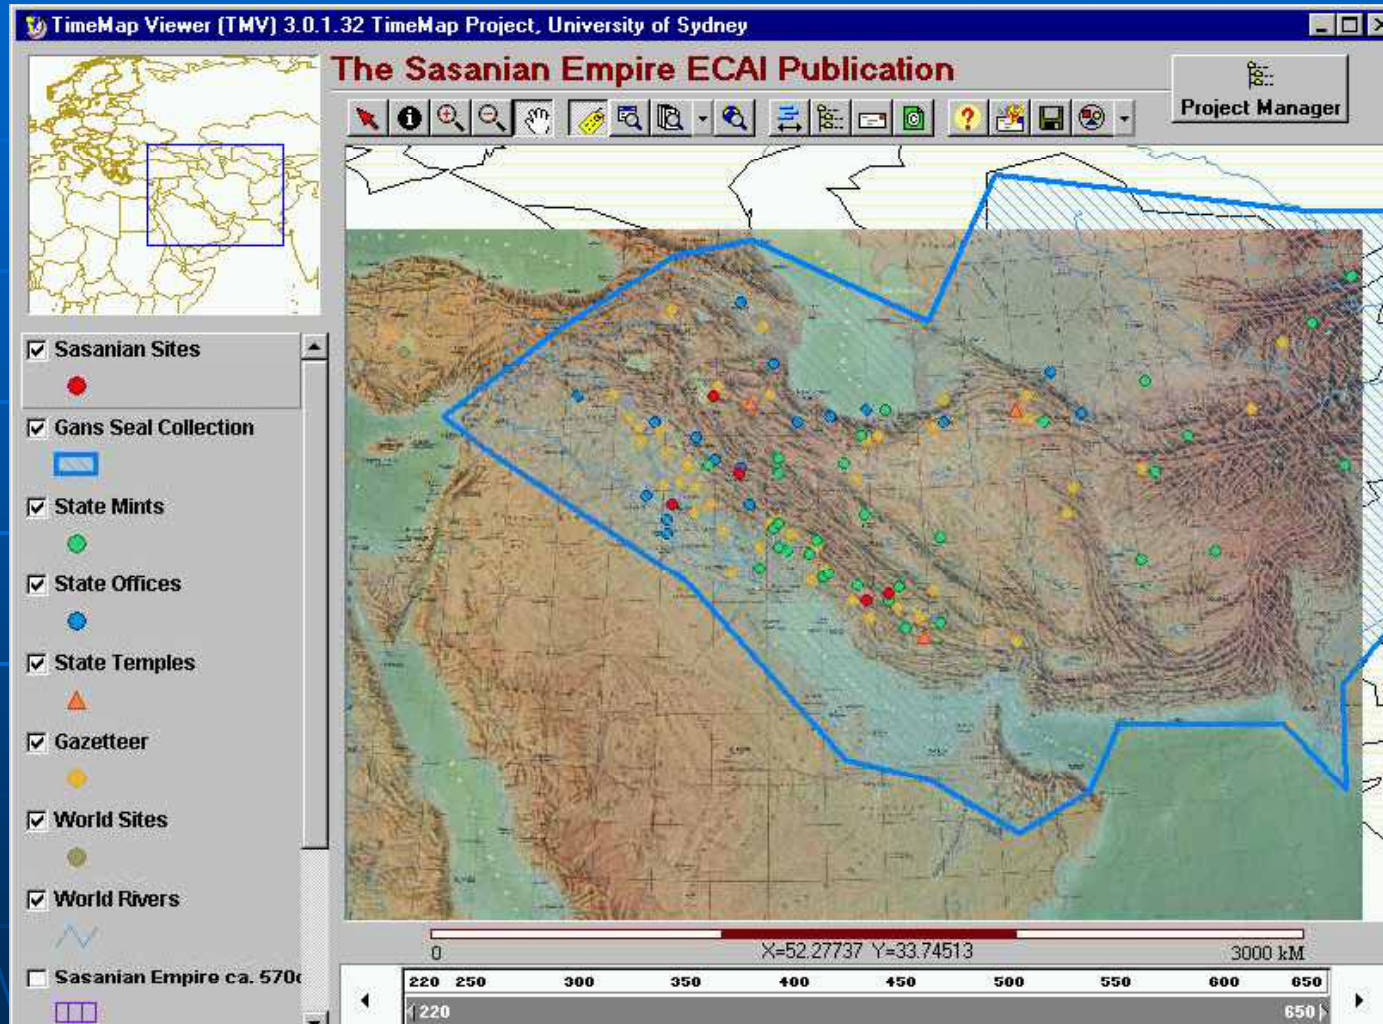 TimeMap Viewer (TMV) 3.0.1.32 TimeMap Project, University of Sydney
The Sasanian Empire ECAI Publication
Project Manager
Sasanian Sites
Gans Seal Collection
State Mints
State Offices
State Temples
Gazetteer
World Sites
World Rivers
Sasanian Empire ca. 570
0 X=52.27737 Y=33.74513 3000 kM
220 250 300 350 400 450 500 550 600 650
220 650